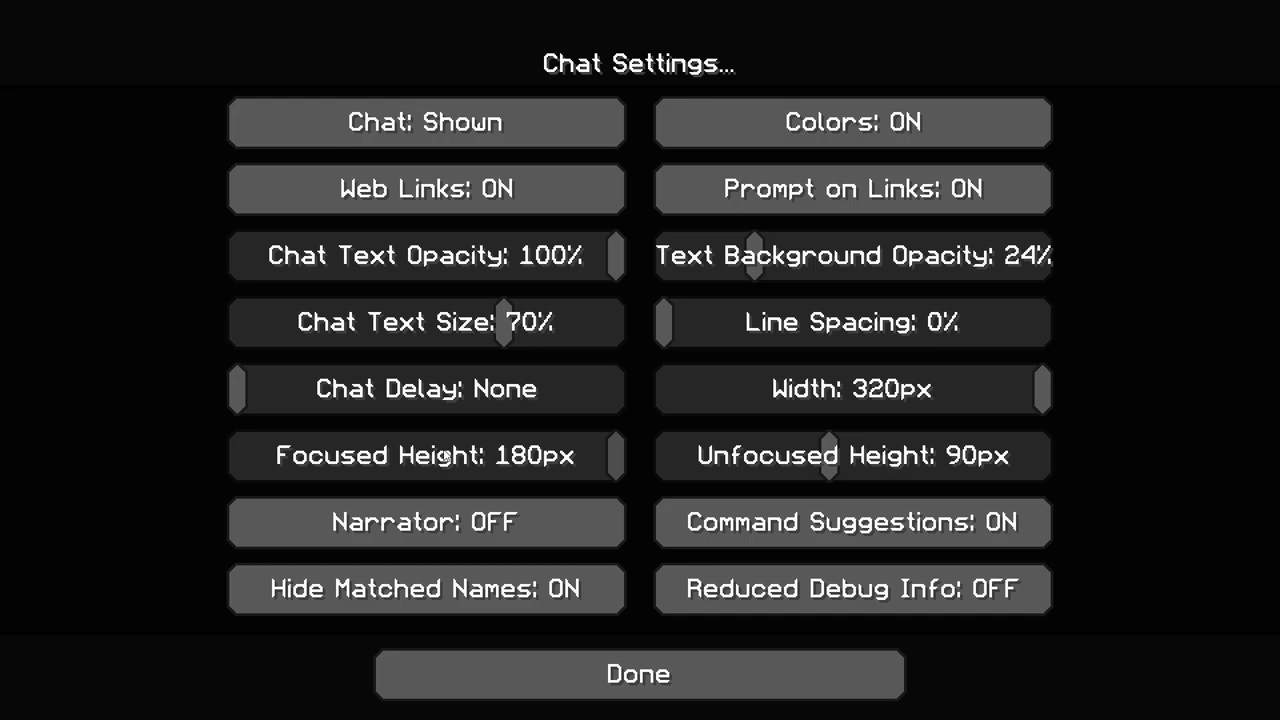 Chat Settings...
Chat: Shown
Colors: ON
Web Links: ON
Prompt on Links: ON
Chat Text Opacity: 100%
Text Background Opacity: 24%
Chat Text Size: 70%
Line Spacing: 0%
Chat Delay: None
Width: 320px
Focused Height: 180px
Unfocused Height: 90px
Narrator: OFF
Command Suggestions: ON
Hide Matched Names: ON
Reduced Debug Info: OFF
Done